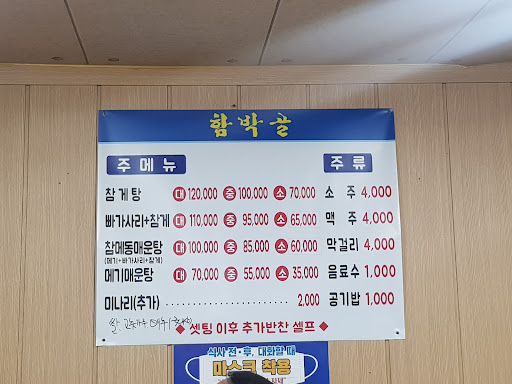 함박골
주메뉴 주류
참게탕 대 120,000 중 100,000 소 70,000 소 주 4,000
빠가사리+참게 대 110,000 중 95,000 소 65,000 맥 주 4,000
참메동매운탕 대 100,000 중 85,000 소 60,000 막걸리 4,000
(메기+빠가사리+참게)
메기매운탕 대 70,000 중 55,000 소 35,000 음료수 1,000
미나리(추가) 2,000 공기밥 1,000
쌀.
◆ 셋팅 이후 추가반찬 셀프 ◆
식사 전·후, 대화할 때
마스크 착용